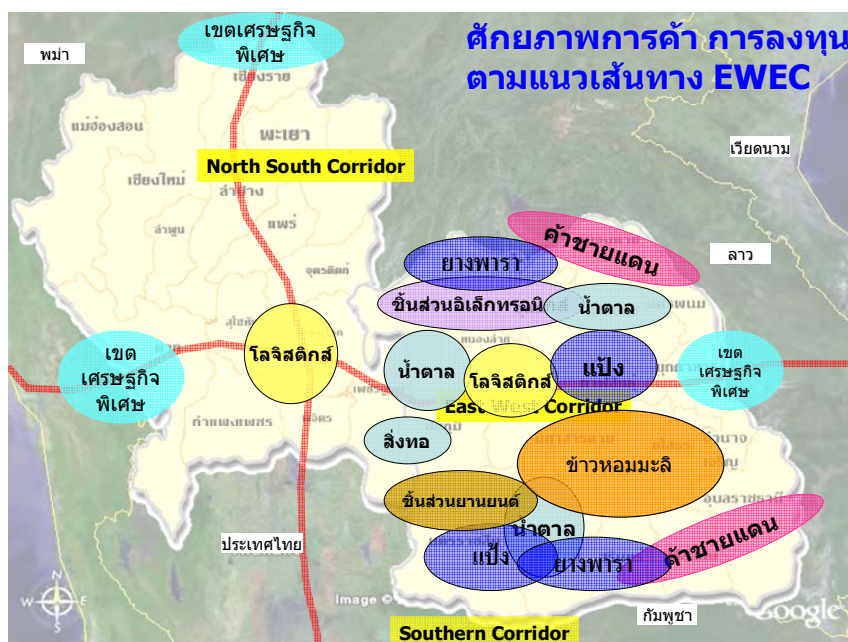 ศักยภาพการค้า การลงทุน
ตามแนวเส้นทาง EWEC
เขตเศรษฐกิจ
พิเศษ
พม่า
เชียงราย
แม่ฮ่องสอน
พะเยา
เวียดนาม
North South Corridor
เชียงใหม่
ลำปาง
ลำพูน
แพร่
อุตรดิตถ์
ค้าชายแดน
ลาว
ยางพารา
ชิ้นส่วนอิเล็กทรอนิกส์
น้ำตาล
โลจิสติกส์
เขต
เศรษฐกิจ
พิเศษ
น้ำตาล
โลจิสติกส์
แป้ง
เขต
เศรษฐกิจ
พิเศษ
East West Corridor
กำแพงเพชร
สิ่งทอ
ข้าวหอมมะลิ
ชิ้นส่วนยานยนต์
น้ำตาล
อุบลราชธานี
ประเทศไทย
แป้ง
ยางพารา
ค้าชายแดน
N
W
E
S
Image ©
กัมพูชา
Google
Southern Corridor